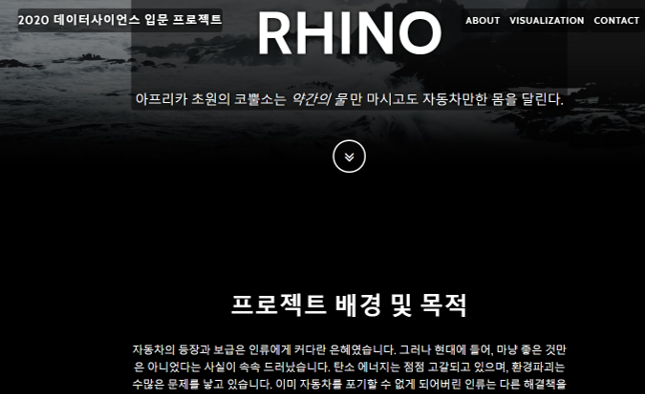 2020 데이터사이언스 입문 프로젝트
ABOUT VISUALIZATION CONTACT
RHINO
아프리카 초원의 코뿔소는 약간의 물 만 마시고도 자동차만한 몸을 달린다.
프로젝트 배경 및 목적
자동차의 등장과 보급은 인류에게 커다란 은혜였습니다. 그러나 현대에 들어, 마냥 좋은 것만
은 아니었다는 사실이 속속 드러났습니다. 탄소 에너지는 점점 고갈되고 있으며, 환경파괴는
수많은 문제를 낳고 있습니다. 이미 자동차를 포기할 수 없게 되어버린 인류는 다른 해결책을